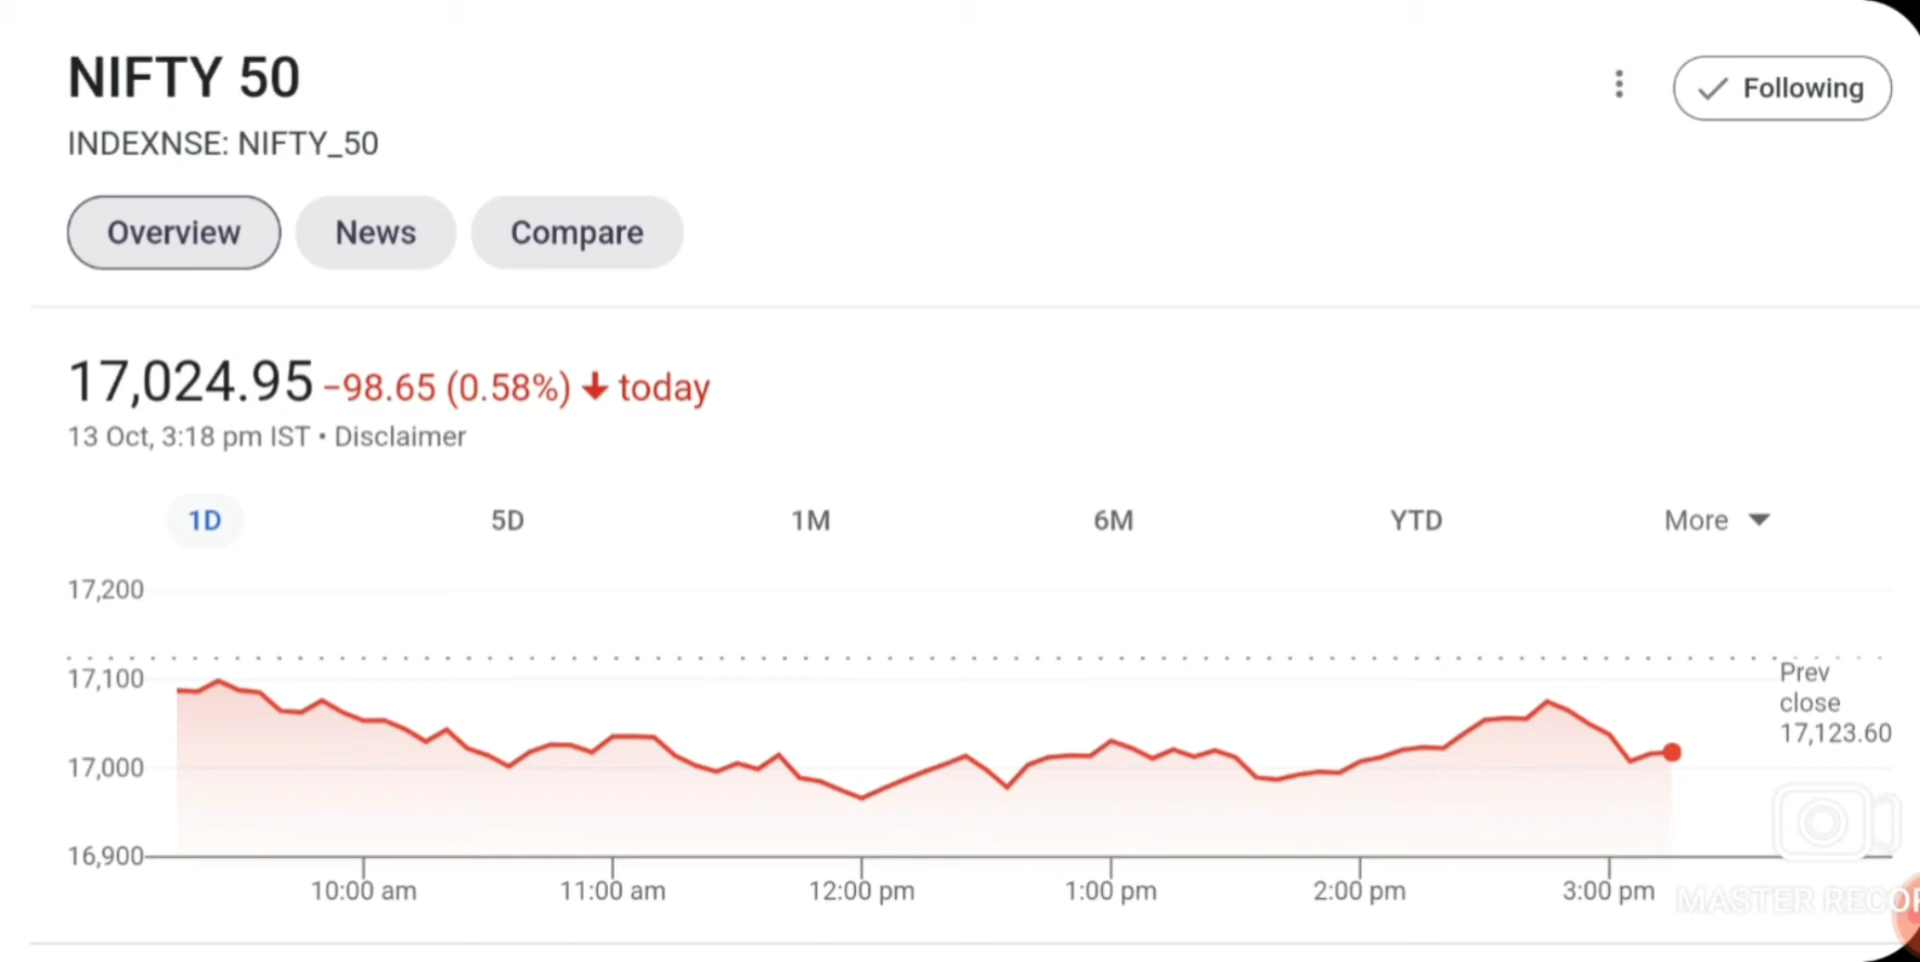 NIFTY 50
Following
INDEXNSE: NIFTY_50
Overview News Compare
17,024.95 -98.65 (0.58%) ↓ today
13 Oct, 3:18 pm IST • Disclaimer
1D 5D 1M 6M YTD More
17,200
17,100
17,000
16,900
Prev
close
17,123.60
10:00 am 11:00 am 12:00 pm 1:00 pm 2:00 pm 3:00 pm
MASTER RECOR